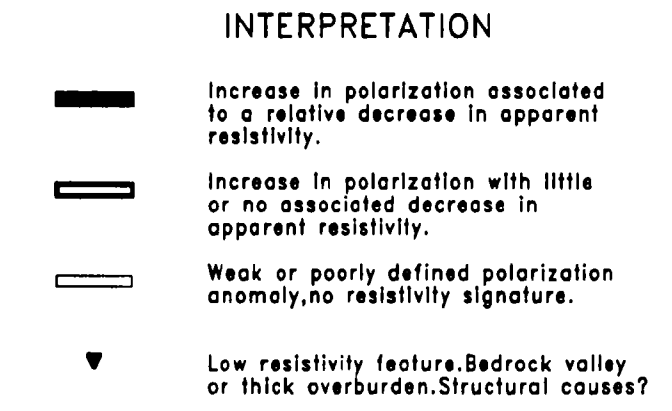 INTERPRETATION
Increase in polarization associated
to a relative decrease in apparent
resistivity.
Increase in polarization with little
or no associated decrease in
apparent resistivity.
Weak or poorly defined polarization
anomaly,no resistivity signature.
Low resistivity feature.Bedrock valley
or thick overburden.Structural causes?